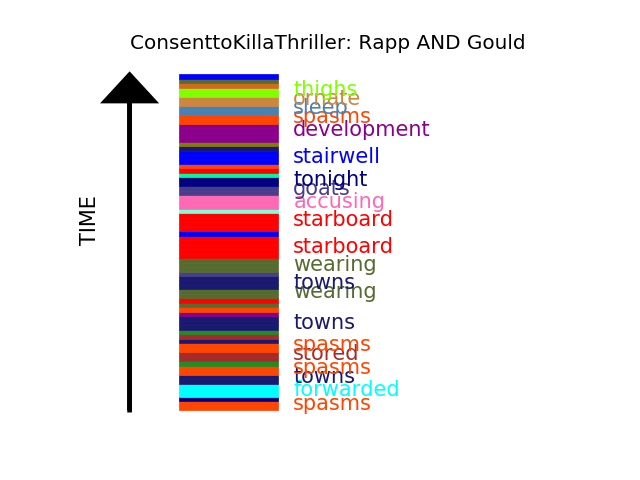 ConsenttoKillaThriller: Rapp AND Gould
TIME
thighs
ornate
sleep
spasms
development
stairwell
tonight
goats
accusing
starboard
starboard
wearing
towns
wearing
towns
spasms
stored
spasms
towns
forwarded
spasms